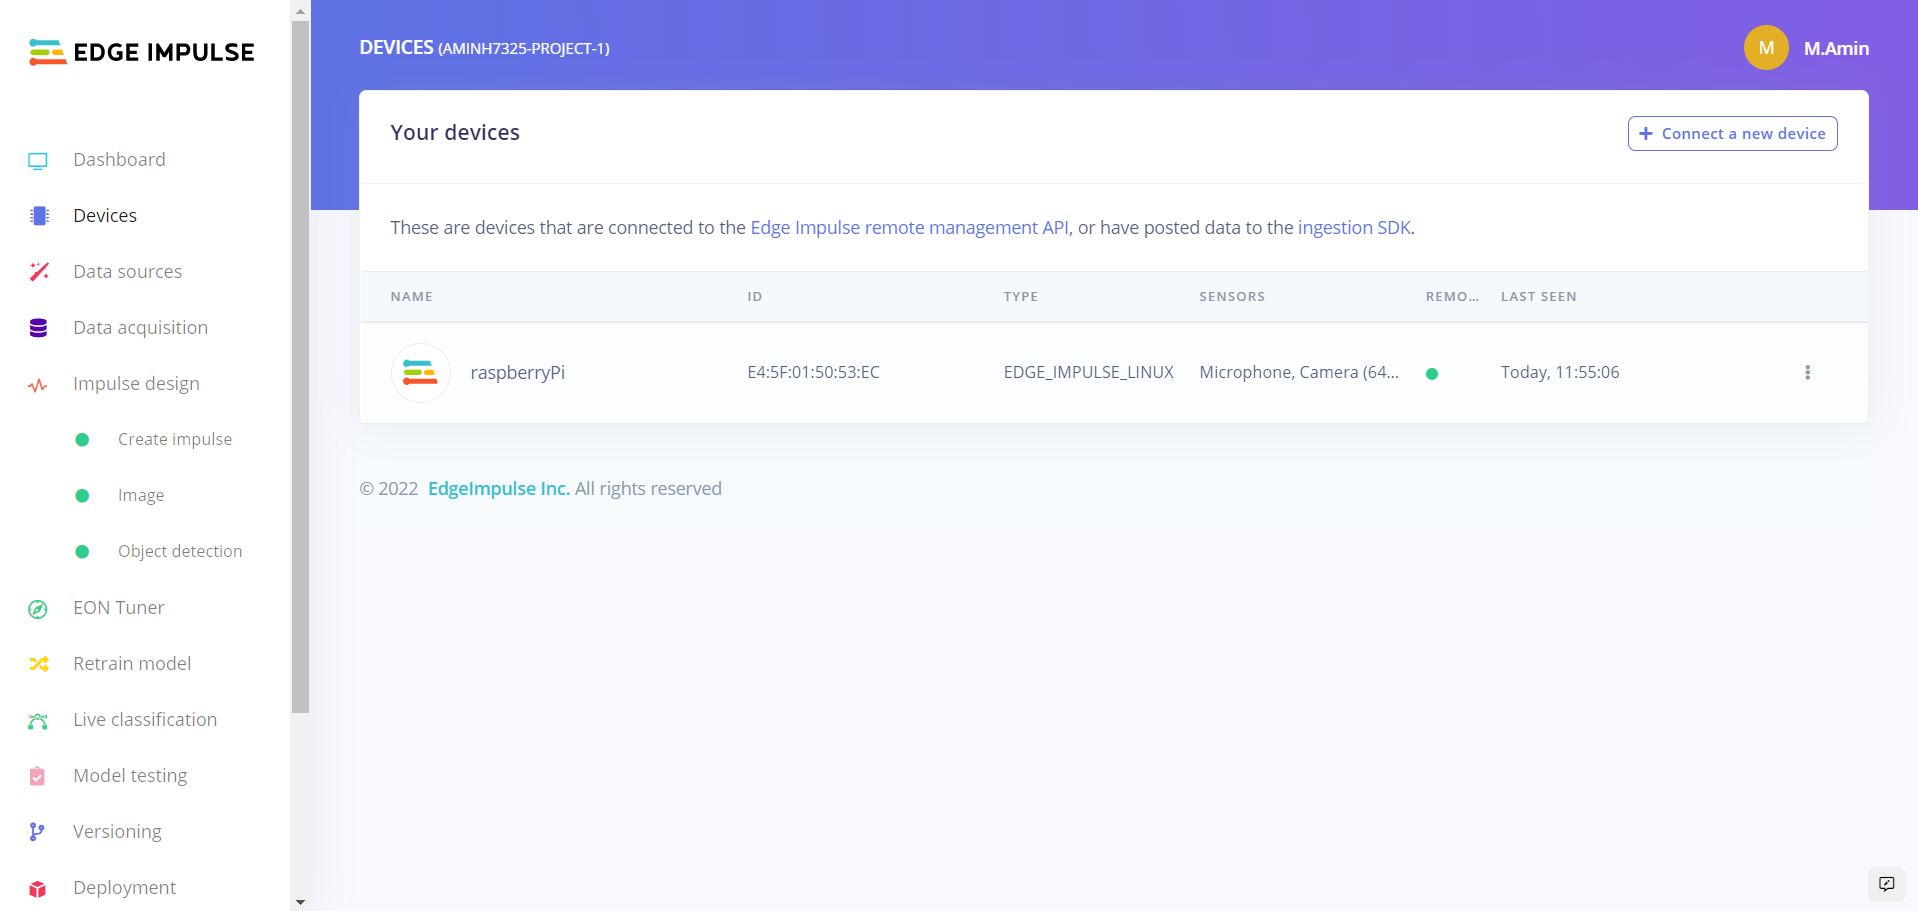 EDGE IMPULSE
Dashboard
Devices
Data sources
Data acquisition
Impulse design
Create impulse
Image
Object detection
EON Tuner
Retrain model
Live classification
Model testing
Versioning
Deployment
DEVICES (AMINH7325-PROJECT-1)
M M.Amin
Your devices
+ Connect a new device
These are devices that are connected to the Edge Impulse remote management API, or have posted data to the ingestion SDK.
NAME ID TYPE SENSORS REMO... LAST SEEN
raspberryPi E4:5F:01:50:53:EC EDGE_IMPULSE_LINUX Microphone, Camera (64... Today, 11:55:06
© 2022 EdgeImpulse Inc. All rights reserved